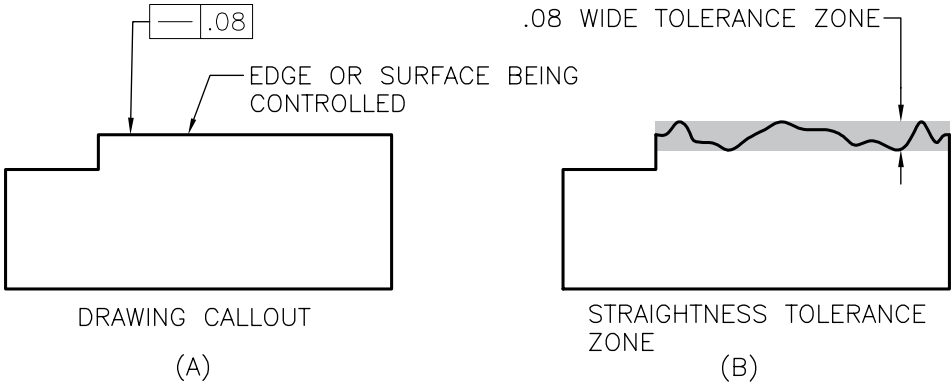 .08
.08 WIDE TOLERANCE ZONE
EDGE OR SURFACE BEING
CONTROLLED
DRAWING CALLOUT
(A)
STRAIGHTNESS TOLERANCE
ZONE
(B)